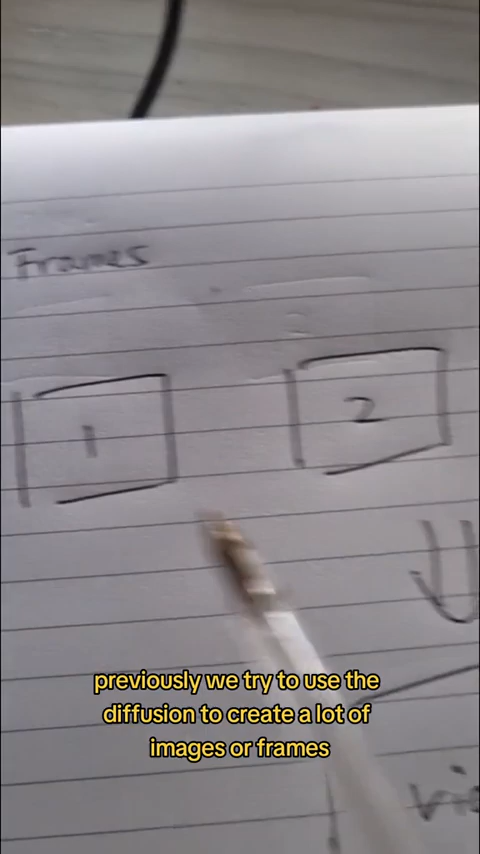 Frames
1
2
previously we try to use the
diffusion to create a lot of
images or frames